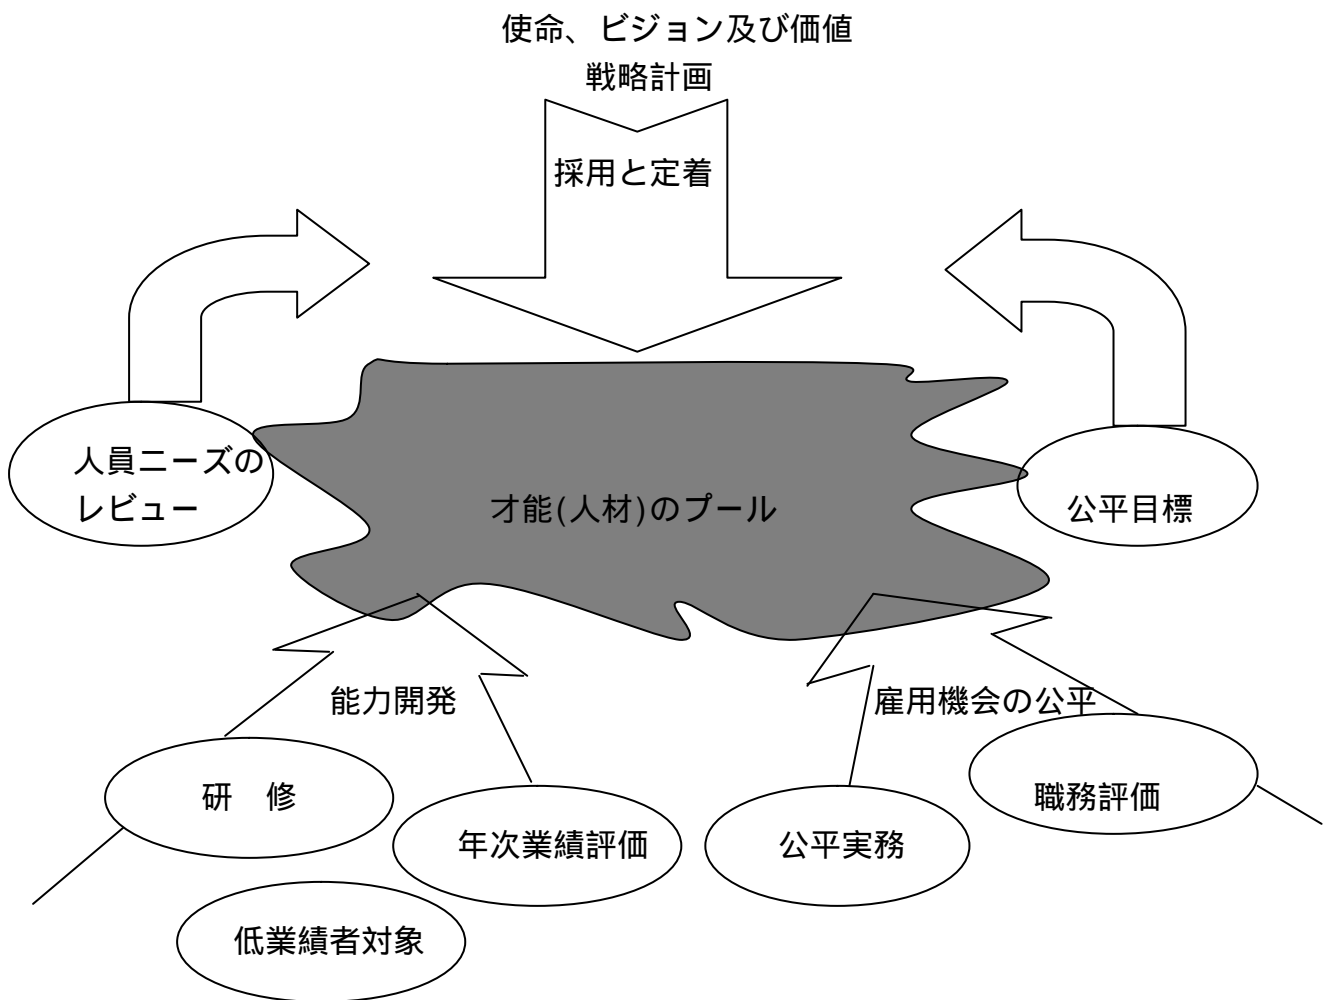 使命、ビジョン及び価値
戦略計画
採用と定着
人員ニーズの
レビュー
才能(人材)のプール
公平目標
能力開発
雇用機会の公平
研　修
職務評価
年次業績評価
公平実務
低業績者対象